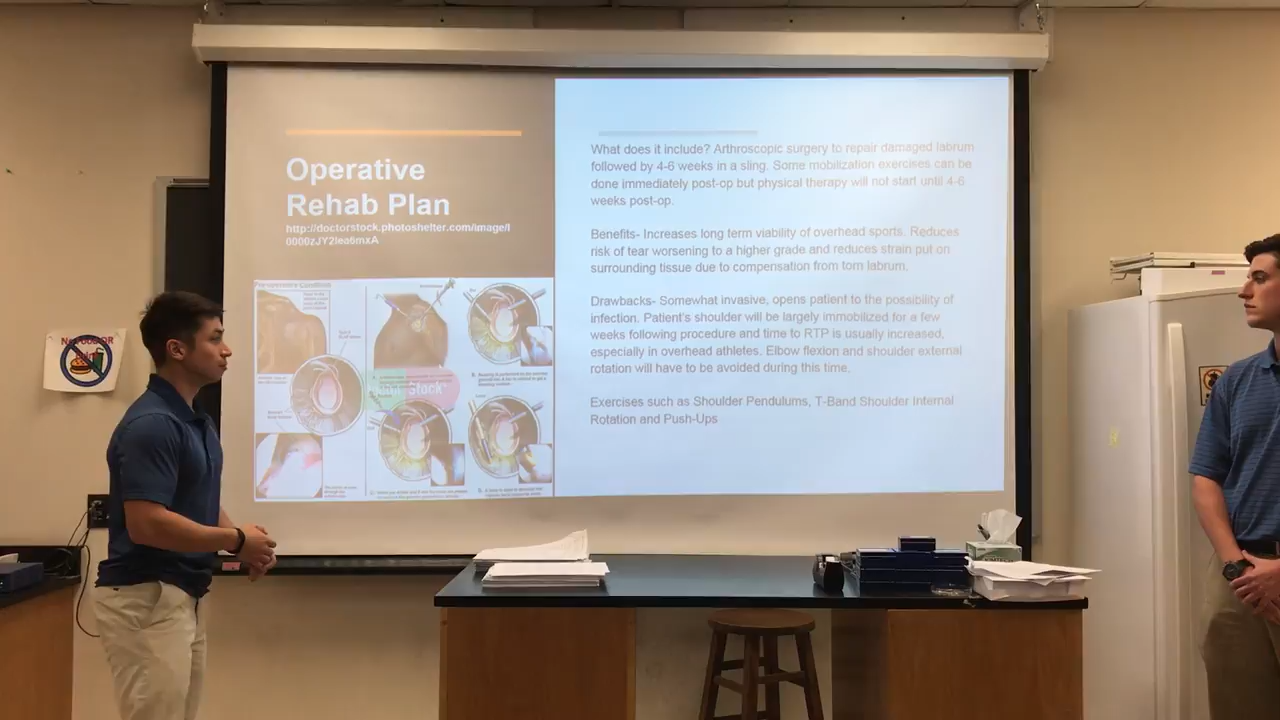 Operative
Rehab Plan
http://doctorstock.photoshelter.com/image/I
0000zJY2Iea6mxA
What does it include? Arthroscopic surgery to repair damaged labrum
followed by 4-6 weeks in a sling. Some mobilization exercises can be
done immediately post-op but physical therapy will not start until 4-6
weeks post-op.
Benefits- Increases long term viability of overhead sports. Reduces
risk of tear worsening to a higher grade and reduces strain put on
surrounding tissue due to compensation from torn labrum.
Drawbacks- Somewhat invasive, opens patient to the possibility of
infection. Patient's shoulder will be largely immobilized for a few
weeks following procedure and time to RTP is usually increased,
especially in overhead athletes. Elbow flexion and shoulder external
rotation will have to be avoided during this time.
Exercises such as Shoulder Pendulums, T-Band Shoulder Internal
Rotation and Push-Ups
Stock